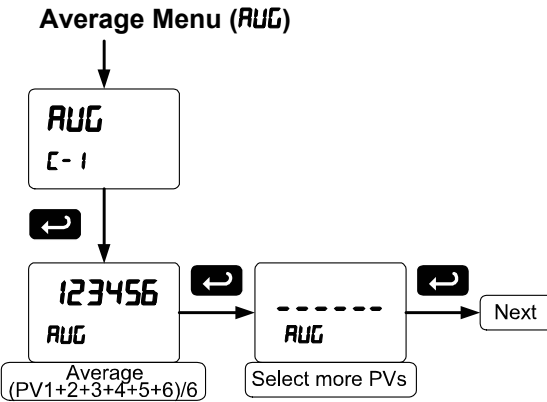 Average Menu (AVG)
AVG
C-1
123456
AVG
Average
(PV1+2+3+4+5+6)/6
------
AVG
Select more PVs
Next